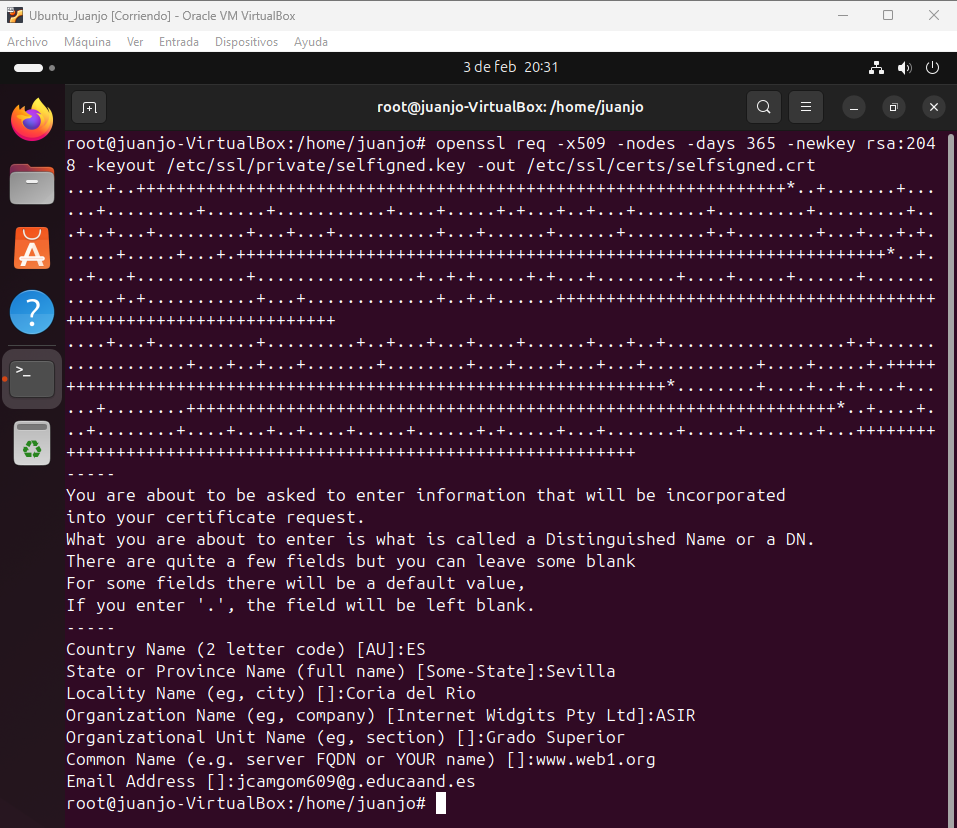 Ubuntu_Juanjo [Corriendo] - Oracle VM VirtualBox
Archivo Máquina Ver Entrada Dispositivos Ayuda
3 de feb 20:31
root@juanjo-VirtualBox: /home/juanjo
root@juanjo-VirtualBox:/home/juanjo# openssl req -x509 -nodes -days 365 -newkey rsa:204
8 -keyout /etc/ssl/private/selfigned.key -out /etc/ssl/certs/selfsigned.crt
-----
You are about to be asked to enter information that will be incorporated
into your certificate request.
What you are about to enter is what is called a Distinguished Name or a DN.
There are quite a few fields but you can leave some blank
For some fields there will be a default value,
If you enter '.', the field will be left blank.
-----
Country Name (2 letter code) [AU]:ES
State or Province Name (full name) [Some-State]:Sevilla
Locality Name (eg, city) []:Coria del Rio
Organization Name (eg, company) [Internet Widgits Pty Ltd]:ASIR
Organizational Unit Name (eg, section) []:Grado Superior
Common Name (e.g. server FQDN or YOUR name) []:www.web1.org
Email Address []:jcamgom609@g.educaand.es
root@juanjo-VirtualBox:/home/juanjo#